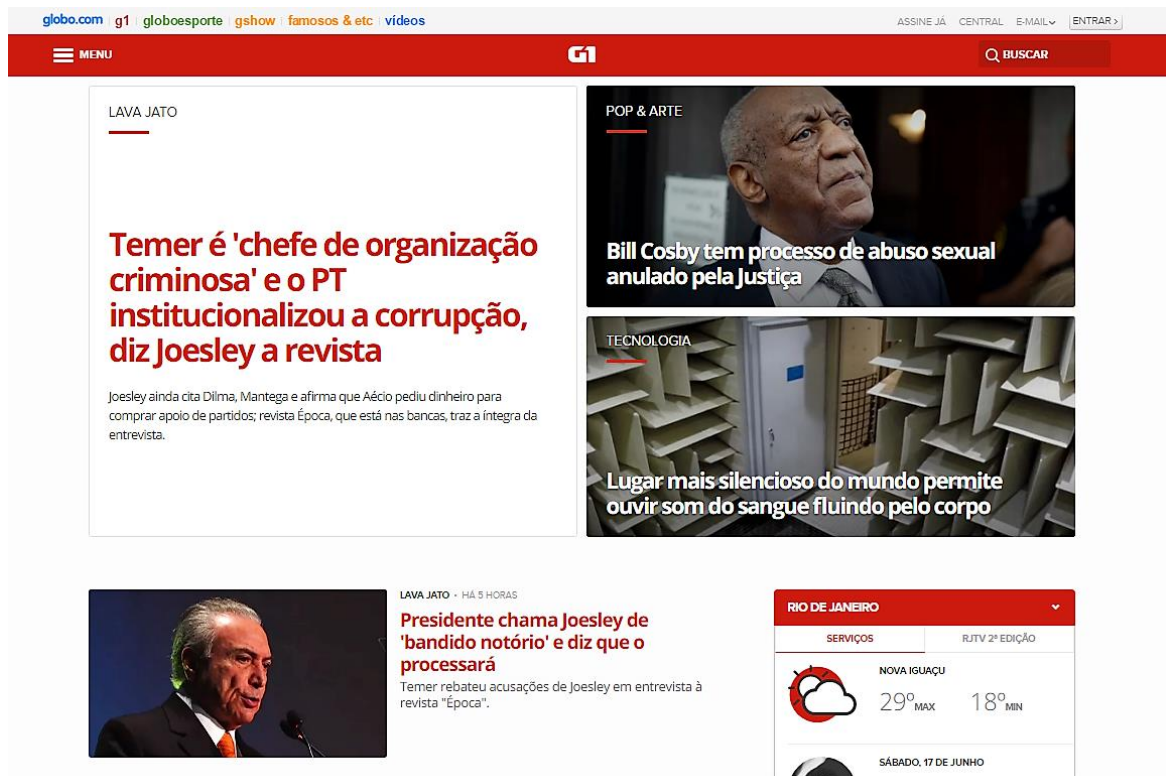 globo.com g1 globoesporte gshow famosos & etc vídeos
ASSINE JÁ CENTRAL E-MAIL ENTRAR
MENU
G1
BUSCAR
LAVA JATO
Temer é 'chefe de organização
criminosa' e o PT
institucionalizou a corrupção,
diz Joesley a revista
Joesley ainda cita Dilma, Mantega e afirma que Aécio pediu dinheiro para
comprar apoio de partidos; revista Época, que está nas bancas, traz a íntegra da
entrevista.
POP & ARTE
Bill Cosby tem processo de abuso sexual
anulado pela Justiça
TECNOLOGIA
Lugar mais silencioso do mundo permite
ouvir som do sangue fluindo pelo corpo
LAVA JATO - HÁ 5 HORAS
Presidente chama Joesley de
'bandido notório' e diz que o
processará
Temer rebateu acusações de Joesley em entrevista à
revista "Época".
RIO DE JANEIRO
SERVIÇOS
RJTV 2ª EDIÇÃO
NOVA IGUAÇU
29º MAX 18º MIN
SÁBADO, 17 DE JUNHO